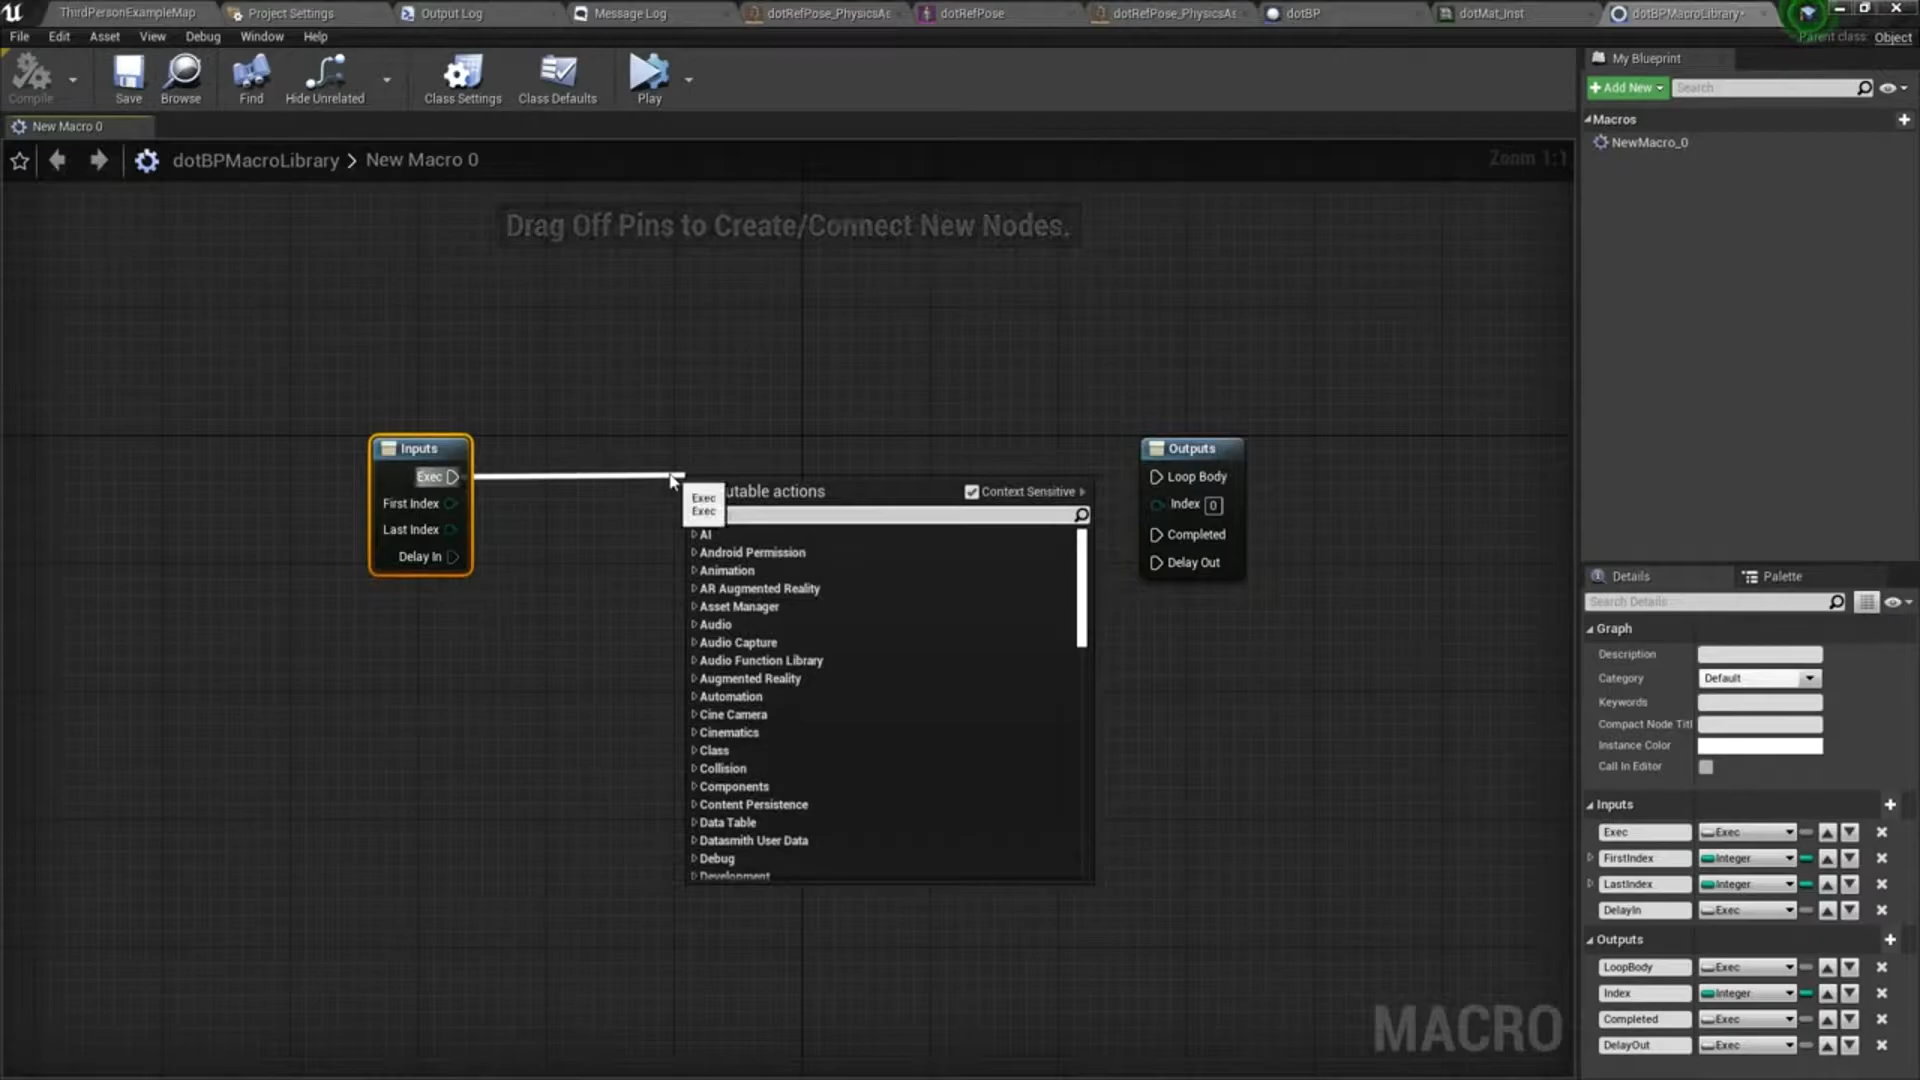 ThirdPersonExampleMap
Project Settings
Output Log
Message Log
dotRefPose_PhysicsAs
dotRefPose
dotRefPose_PhysicsAs
dotBP
dotMat_Inst
dotBPMacroLibrary*
File Edit Asset View Debug Window Help
Parent class: Object
Compile
Save
Browse
Find
Hide Unrelated
Class Settings
Class Defaults
Play
My Blueprint
+Add New
Search
Macros
NewMacro_0
New Macro 0
dotBPMacroLibrary > New Macro 0
Zoom 1:1
Drag Off Pins to Create/Connect New Nodes.
Inputs
Exec
First Index
Last Index
Delay In
Exec
Exec
utable actions
Context Sensitive
AI
Android Permission
Animation
AR Augmented Reality
Asset Manager
Audio
Audio Capture
Audio Function Library
Augmented Reality
Automation
Cine Camera
Cinematics
Class
Collision
Components
Content Persistence
Data Table
Datasmith User Data
Debug
Development
Outputs
Loop Body
Index 0
Completed
Delay Out
MACRO
Details
Palette
Search Details
Graph
Description
Category Default
Keywords
Compact Node Titl
Instance Color
Call In Editor
Inputs
Exec Exec
FirstIndex Integer
LastIndex Integer
DelayIn Exec
Outputs
LoopBody Exec
Index Integer
Completed Exec
DelayOut Exec